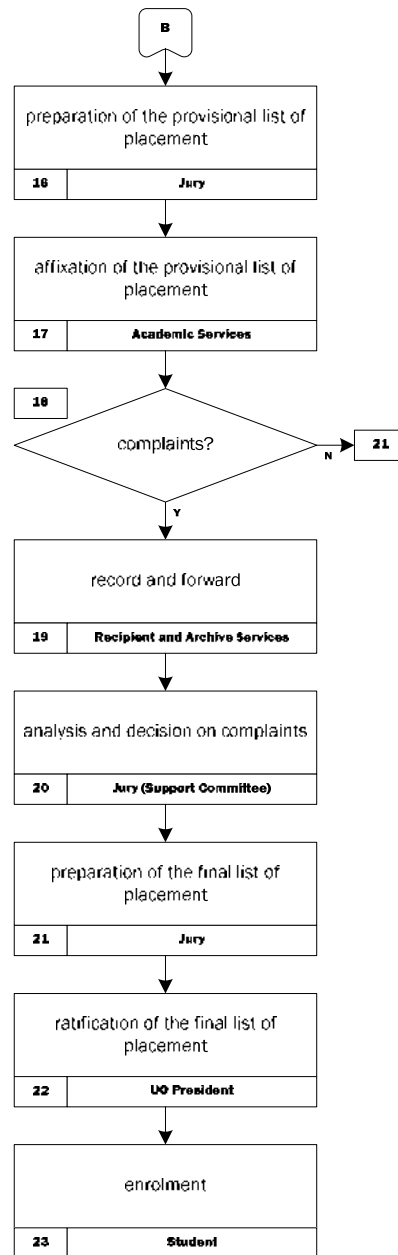 B
preparation of the provisional list of
placement
16 Jury
affixation of the provisional list of
placement
17 Academic Services
18
complaints?
N
21
Y
record and forward
19 Recipient and Archive Services
analysis and decision on complaints
20 Jury (Support Committee)
preparation of the final list of
placement
21 Jury
ratification of the final list of
placement
22 UO President
enrolment
23 Student